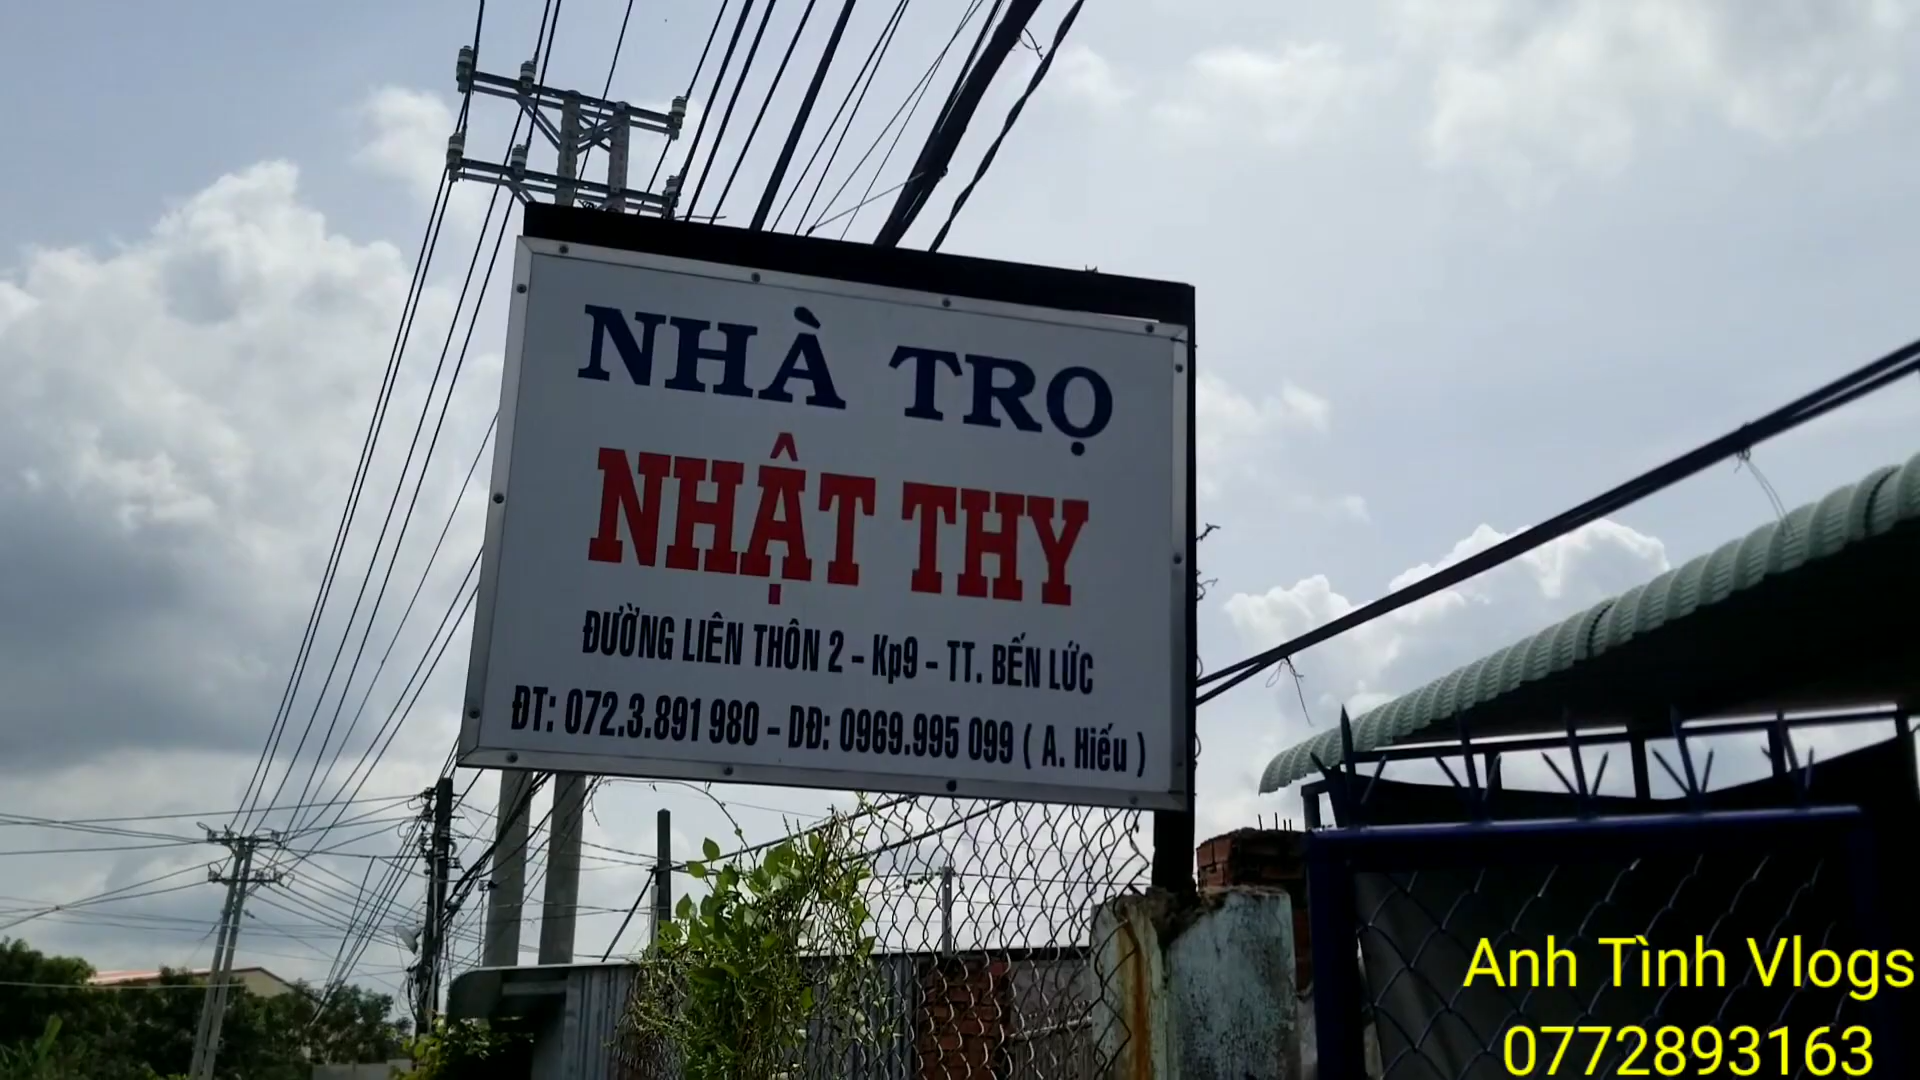 NHÀ TRỌ
NHẬT THY
ĐƯỜNG LIÊN THÔN 2 - Kp9 - TT. BẾN LỨC
ĐT: 072.3.891 980 - DĐ: 0969.995 099 ( A. Hiếu )
Anh Tình Vlogs
0772893163